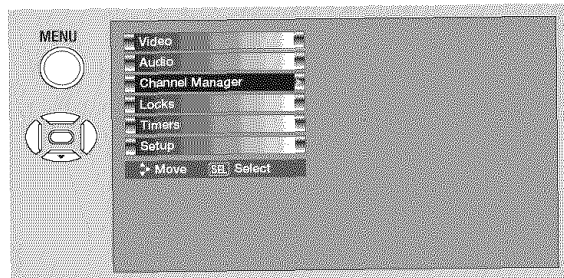 MENU
Video
Audio
Channel Manager
Locks
Timers
Setup
Move SEL Select